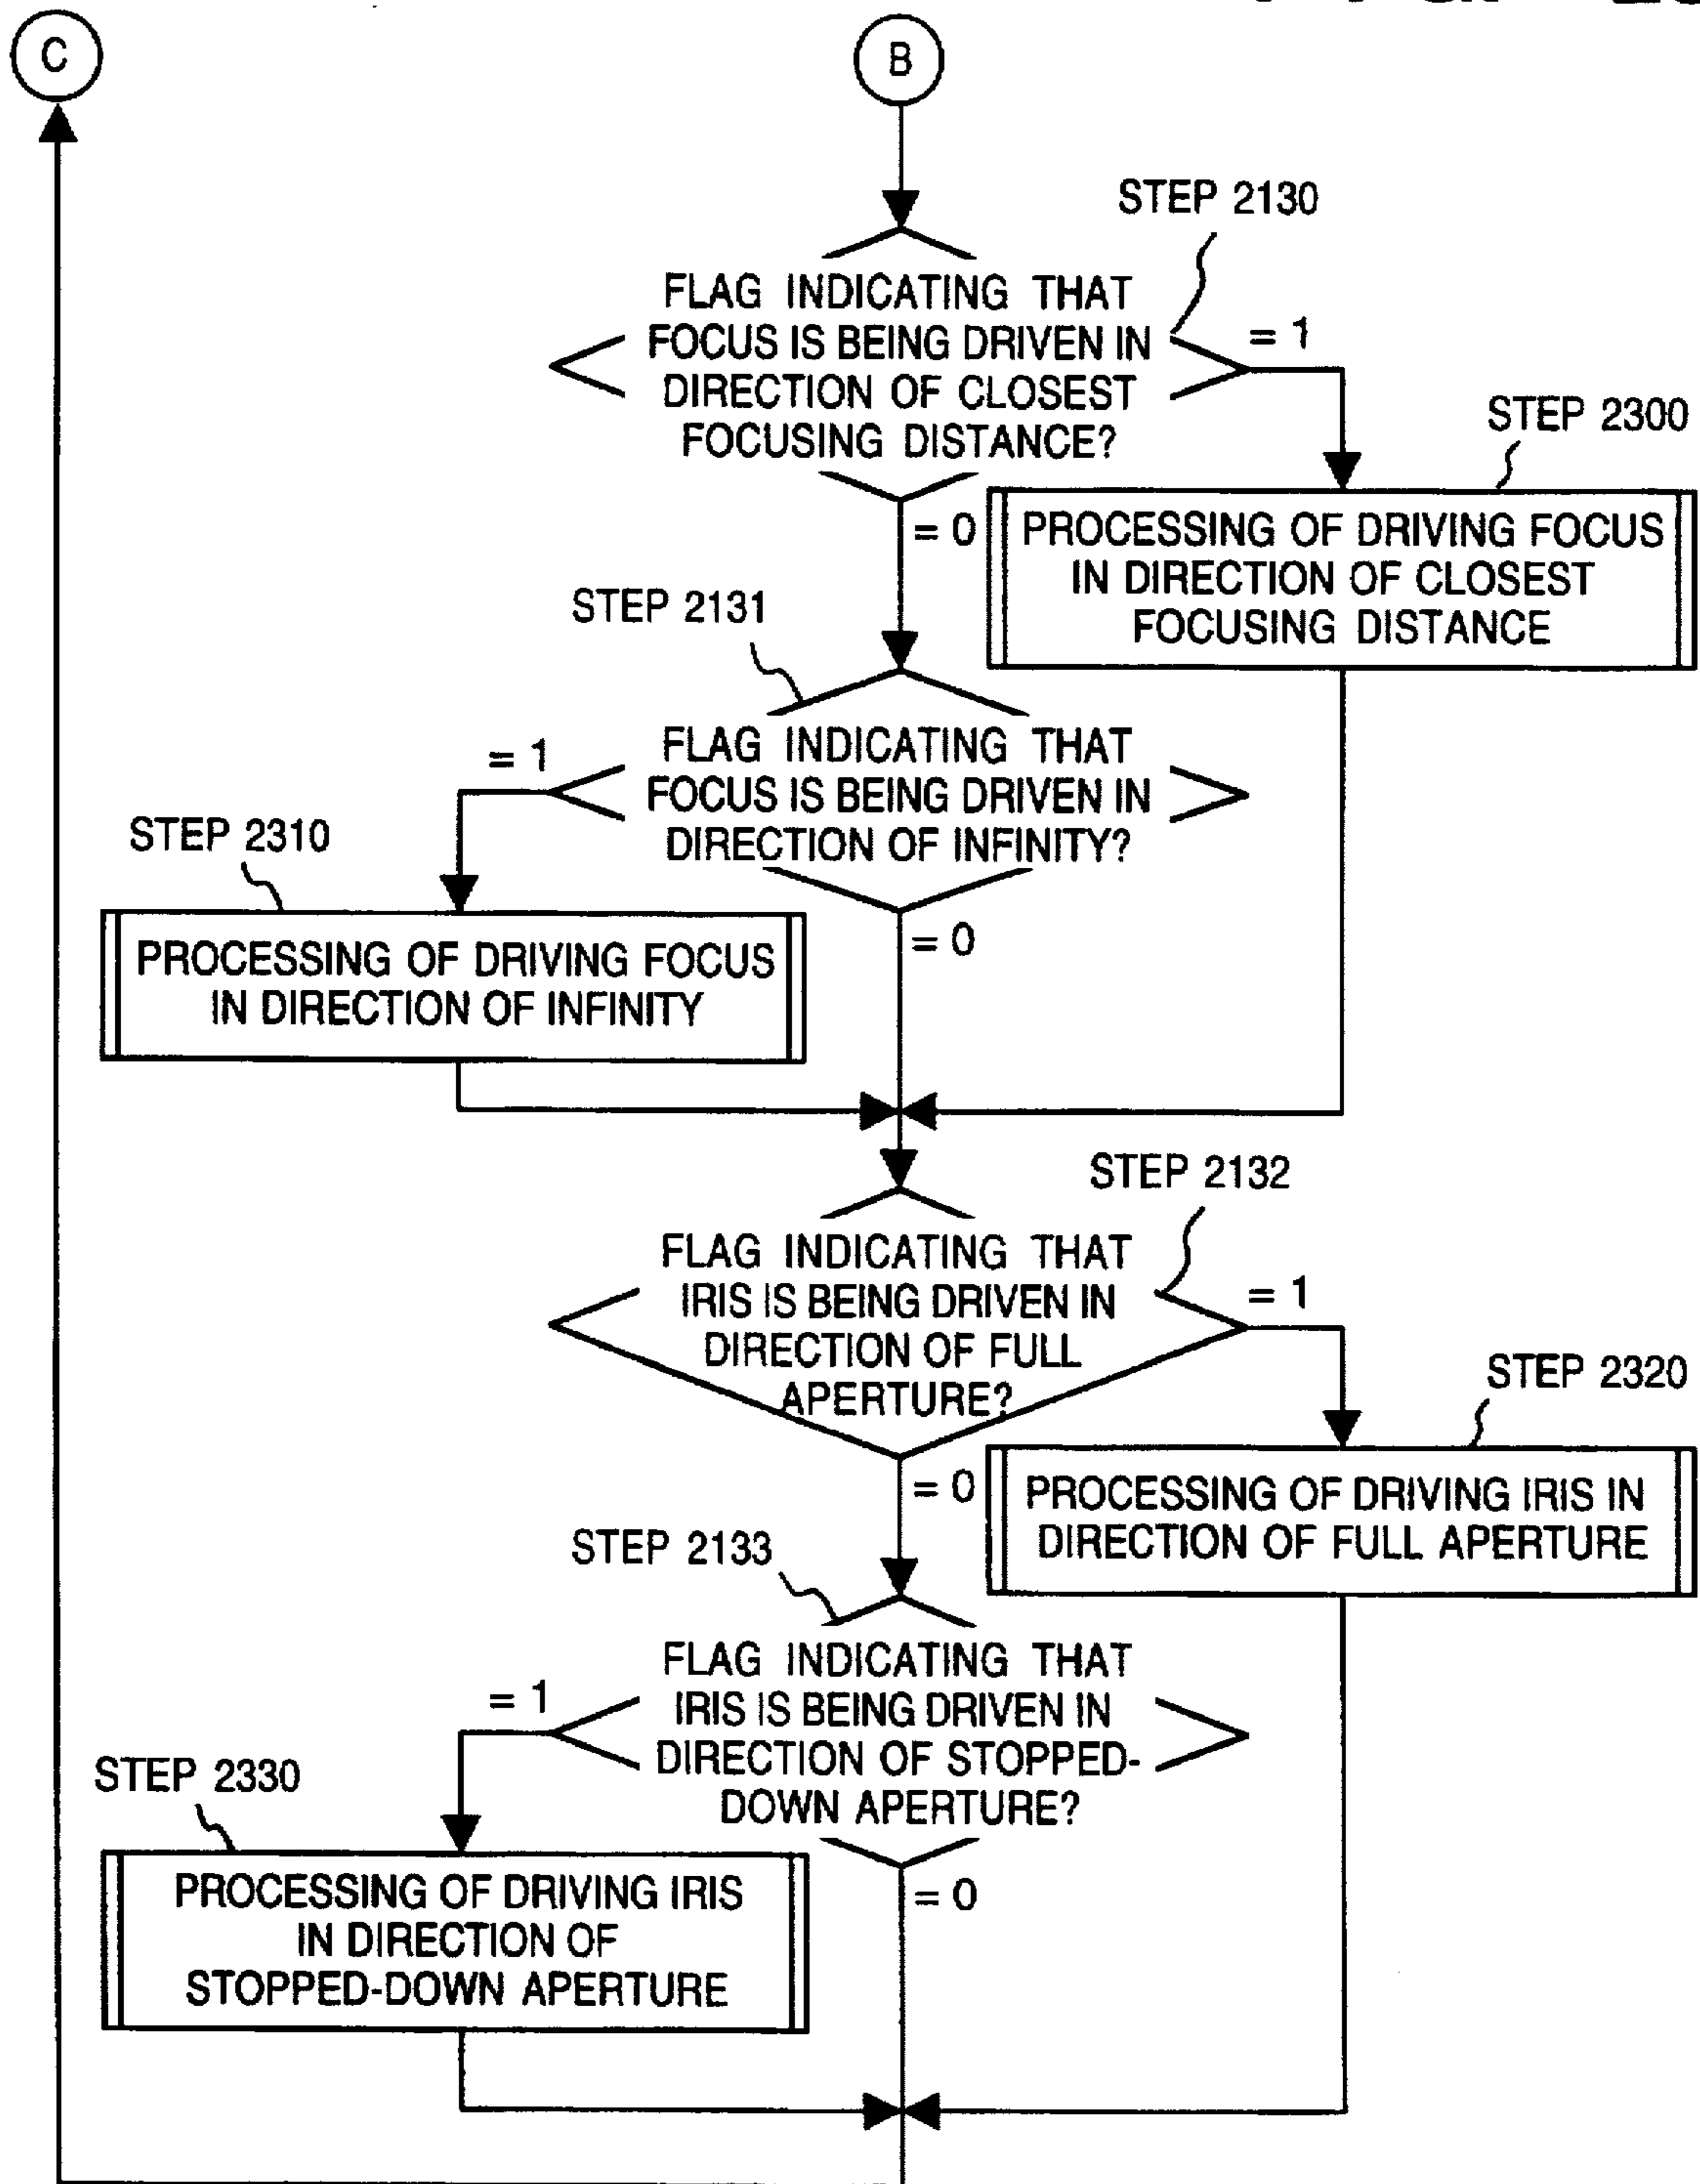 C
B
STEP 2130
FLAG INDICATING THAT
FOCUS IS BEING DRIVEN IN
DIRECTION OF CLOSEST
FOCUSING DISTANCE?
= 1
STEP 2300
= 0
PROCESSING OF DRIVING FOCUS
IN DIRECTION OF CLOSEST
FOCUSING DISTANCE
STEP 2131
FLAG INDICATING THAT
FOCUS IS BEING DRIVEN IN
DIRECTION OF INFINITY?
= 1
STEP 2310
= 0
PROCESSING OF DRIVING FOCUS
IN DIRECTION OF INFINITY
STEP 2132
FLAG INDICATING THAT
IRIS IS BEING DRIVEN IN
DIRECTION OF FULL
APERTURE?
= 1
STEP 2320
= 0
PROCESSING OF DRIVING IRIS IN
DIRECTION OF FULL APERTURE
STEP 2133
FLAG INDICATING THAT
IRIS IS BEING DRIVEN IN
DIRECTION OF STOPPED-
DOWN APERTURE?
= 1
STEP 2330
= 0
PROCESSING OF DRIVING IRIS
IN DIRECTION OF
STOPPED-DOWN APERTURE